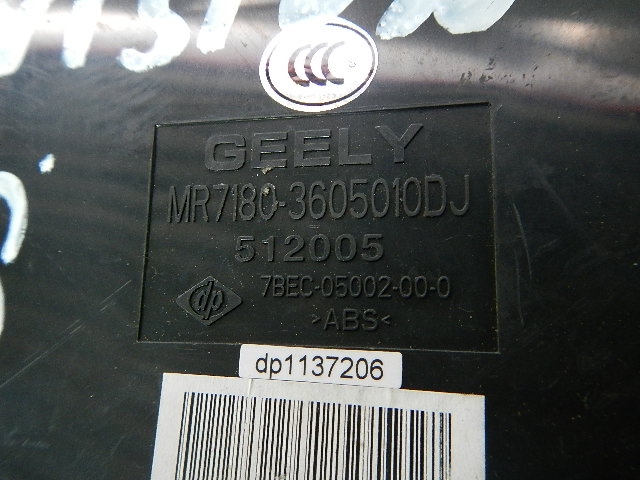 CCC
GEELY
MR7180-3605010DJ
512005
dp 7BEC-05002-00-0
>ABS<
dp1137206